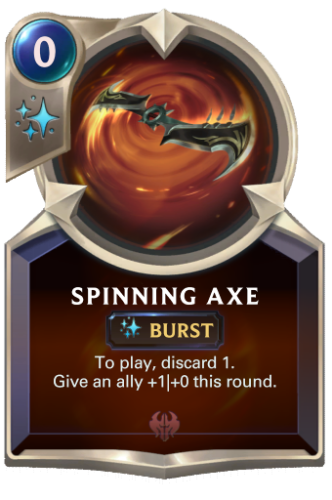 0
SPINNING AXE
BURST
To play, discard 1.
Give an ally +1|+0 this round.